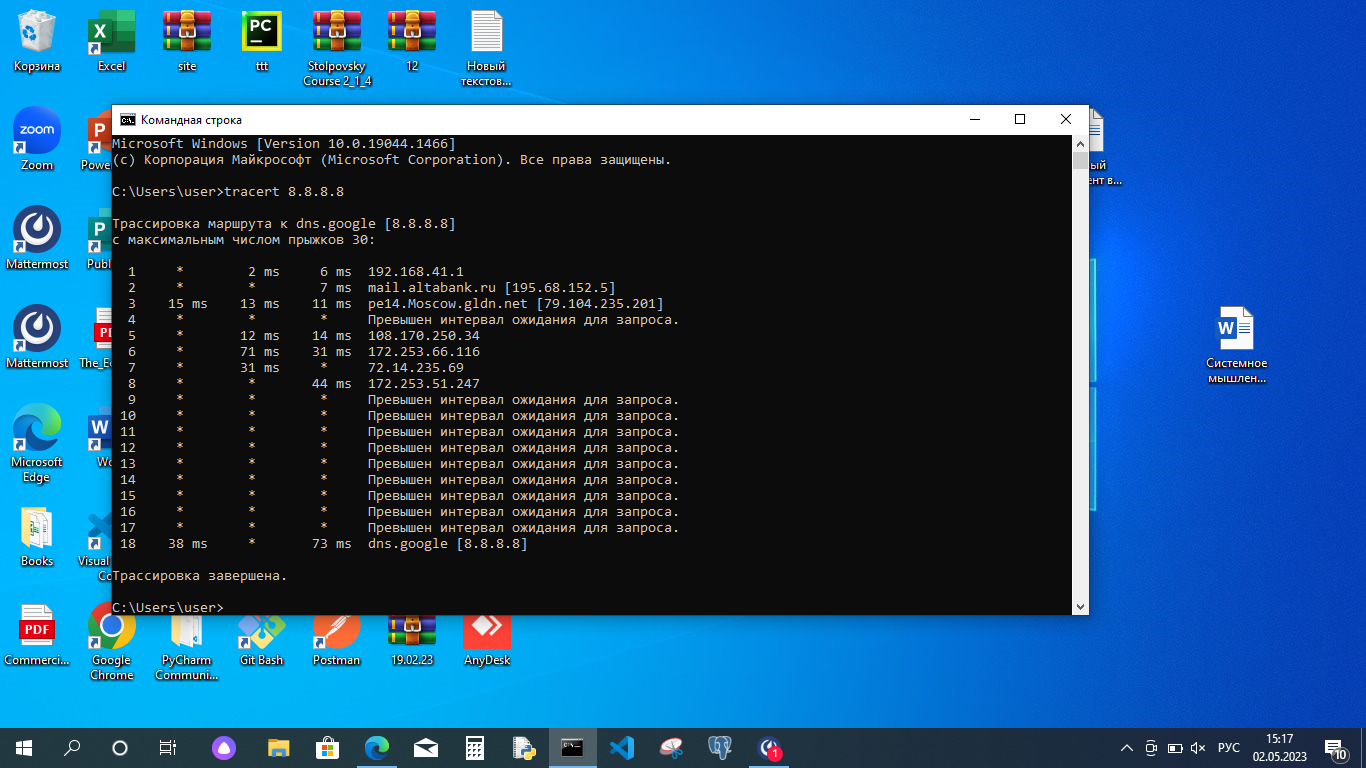 Корзина
Excel
site
ttt
Stolpovsky
Course 2_1_4
12
Новый
текстов...
zoom
Zoom
Mattermost
Publ
Mattermost
The_Ec
Microsoft
Edge
Books
Visual
Co
PDF
Commerci...
Google
Chrome
PyCharm
Communi...
Git Bash
Postman
19.02.23
AnyDesk
ый
ент в...
Системное
мышлен...
Командная строка
Microsoft Windows [Version 10.0.19044.1466]
(c) Корпорация Майкрософт (Microsoft Corporation). Все права защищены.
C:\Users\user>tracert 8.8.8.8
Трассировка маршрута к dns.google [8.8.8.8]
с максимальным числом прыжков 30:
1 * 2 ms 6 ms 192.168.41.1
2 * * 7 ms mail.altabank.ru [195.68.152.5]
3 15 ms 13 ms 11 ms pe14.Moscow.gldn.net [79.104.235.201]
4 * * * Превышен интервал ожидания для запроса.
5 * 12 ms 14 ms 108.170.250.34
6 * 71 ms 31 ms 172.253.66.116
7 * 31 ms * 72.14.235.69
8 * * 44 ms 172.253.51.247
9 * * * Превышен интервал ожидания для запроса.
10 * * * Превышен интервал ожидания для запроса.
11 * * * Превышен интервал ожидания для запроса.
12 * * * Превышен интервал ожидания для запроса.
13 * * * Превышен интервал ожидания для запроса.
14 * * * Превышен интервал ожидания для запроса.
15 * * * Превышен интервал ожидания для запроса.
16 * * * Превышен интервал ожидания для запроса.
17 * * * Превышен интервал ожидания для запроса.
18 38 ms * 73 ms dns.google [8.8.8.8]
Трассировка завершена.
C:\Users\user>
РУС
15:17
02.05.2023
10
1